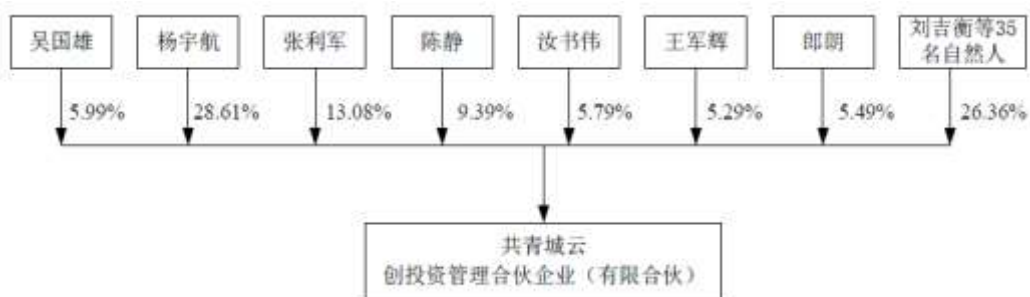 吴国雄
杨宇航
张利军
陈静
汝书伟
王军辉
郎朗
刘吉衡等35
名自然人
5.99%
28.61%
13.08%
9.39%
5.79%
5.29%
5.49%
26.36%
共青城云
创投资管理合伙企业（有限合伙）